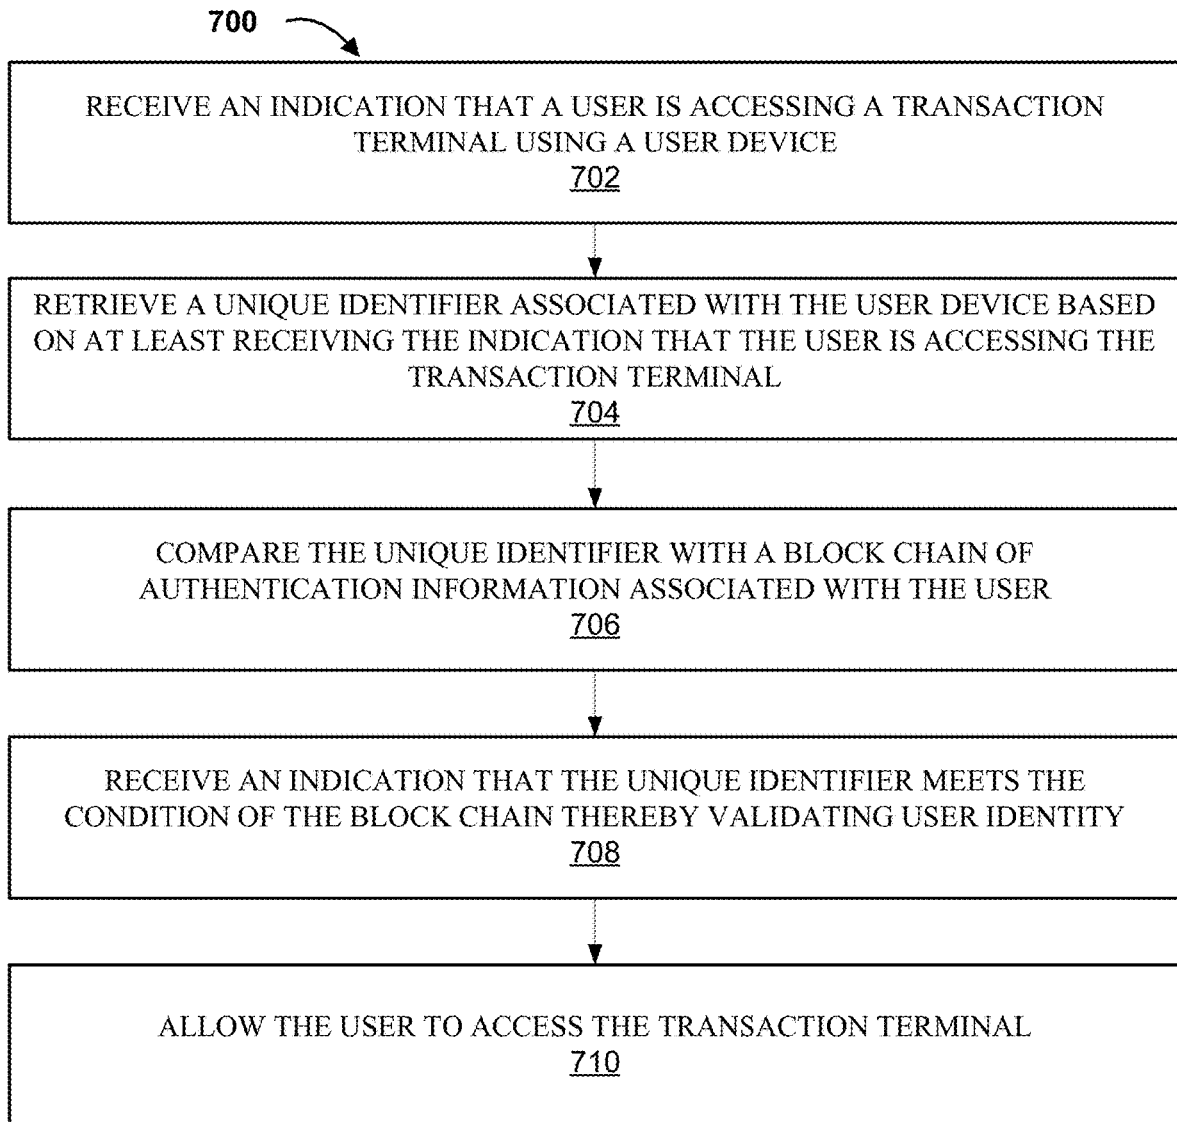 700
RECEIVE AN INDICATION THAT A USER IS ACCESSING A TRANSACTION
TERMINAL USING A USER DEVICE
702
RETRIEVE A UNIQUE IDENTIFIER ASSOCIATED WITH THE USER DEVICE BASED
ON AT LEAST RECEIVING THE INDICATION THAT THE USER IS ACCESSING THE
TRANSACTION TERMINAL
704
COMPARE THE UNIQUE IDENTIFIER WITH A BLOCK CHAIN OF
AUTHENTICATION INFORMATION ASSOCIATED WITH THE USER
706
RECEIVE AN INDICATION THAT THE UNIQUE IDENTIFIER MEETS THE
CONDITION OF THE BLOCK CHAIN THEREBY VALIDATING USER IDENTITY
708
ALLOW THE USER TO ACCESS THE TRANSACTION TERMINAL
710